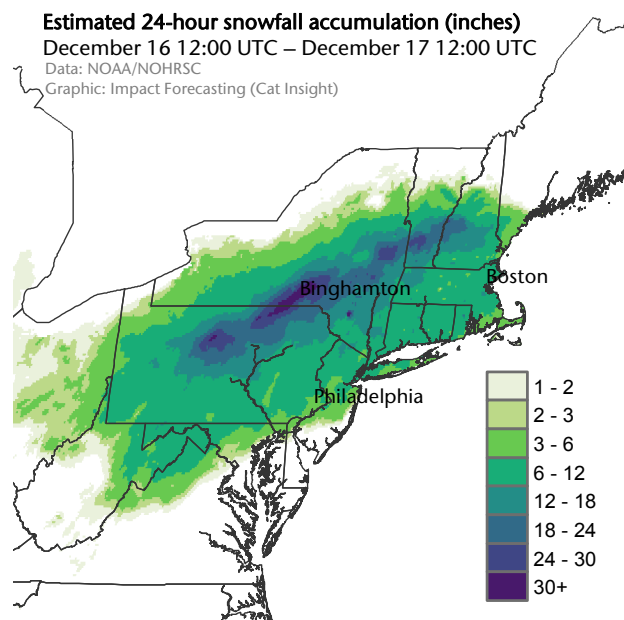 Estimated 24-hour snowfall accumulation (inches)
December 16 12:00 UTC – December 17 12:00 UTC
Data: NOAA/NOHRSC
Graphic: Impact Forecasting (Cat Insight)
Boston
Binghamton
Philadelphia
1 - 2
2 - 3
3 - 6
6 - 12
12 - 18
18 - 24
24 - 30
30+